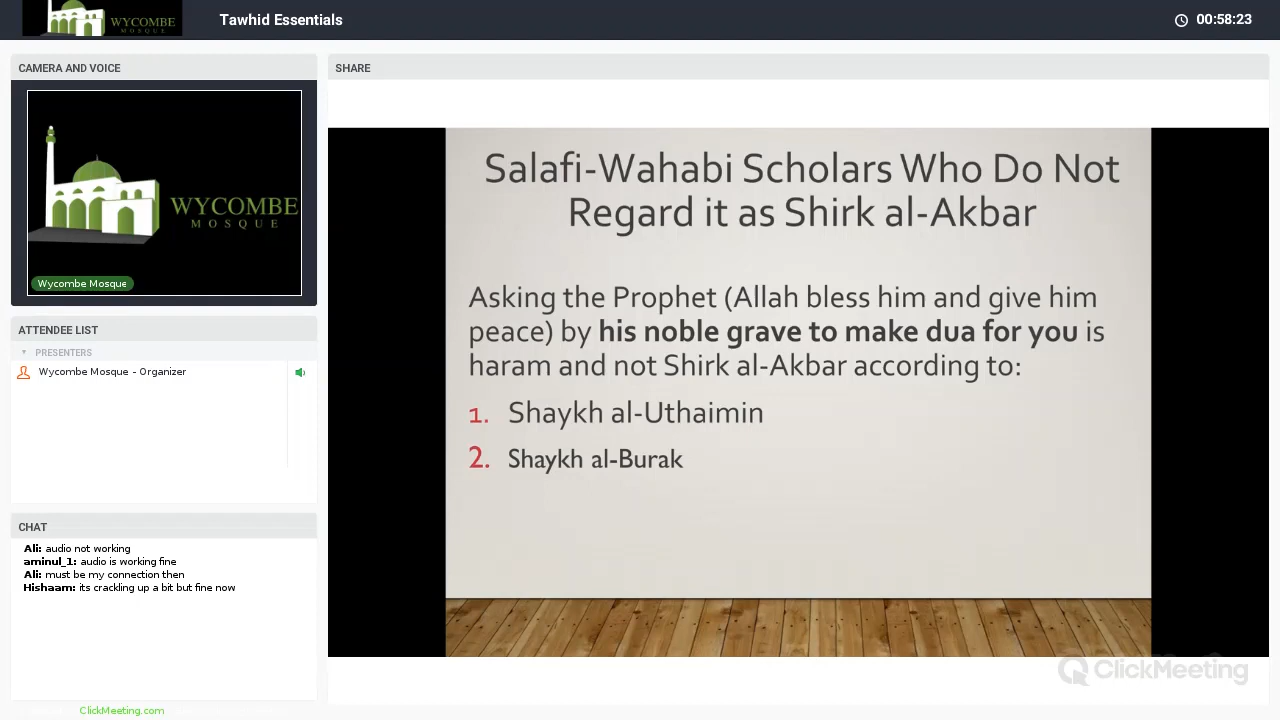 WYCOMBE
MOSQUE
Tawhid Essentials
00:58:23
CAMERA AND VOICE
WYCOMBE
MOSQUE
Wycombe Mosque
ATTENDEE LIST
PRESENTERS
Wycombe Mosque - Organizer
CHAT
Ali: audio not working
aminul_1: audio is working fine
Ali: must be my connection then
Hishaam: its crackling up a bit but fine now
ClickMeeting.com
SHARE
Salafi-Wahabi Scholars Who Do Not
Regard it as Shirk al-Akbar
Asking the Prophet (Allah bless him and give him
peace) by his noble grave to make dua for you is
haram and not Shirk al-Akbar according to:
1. Shaykh al-Uthaimin
2. Shaykh al-Burak
ClickMeeting